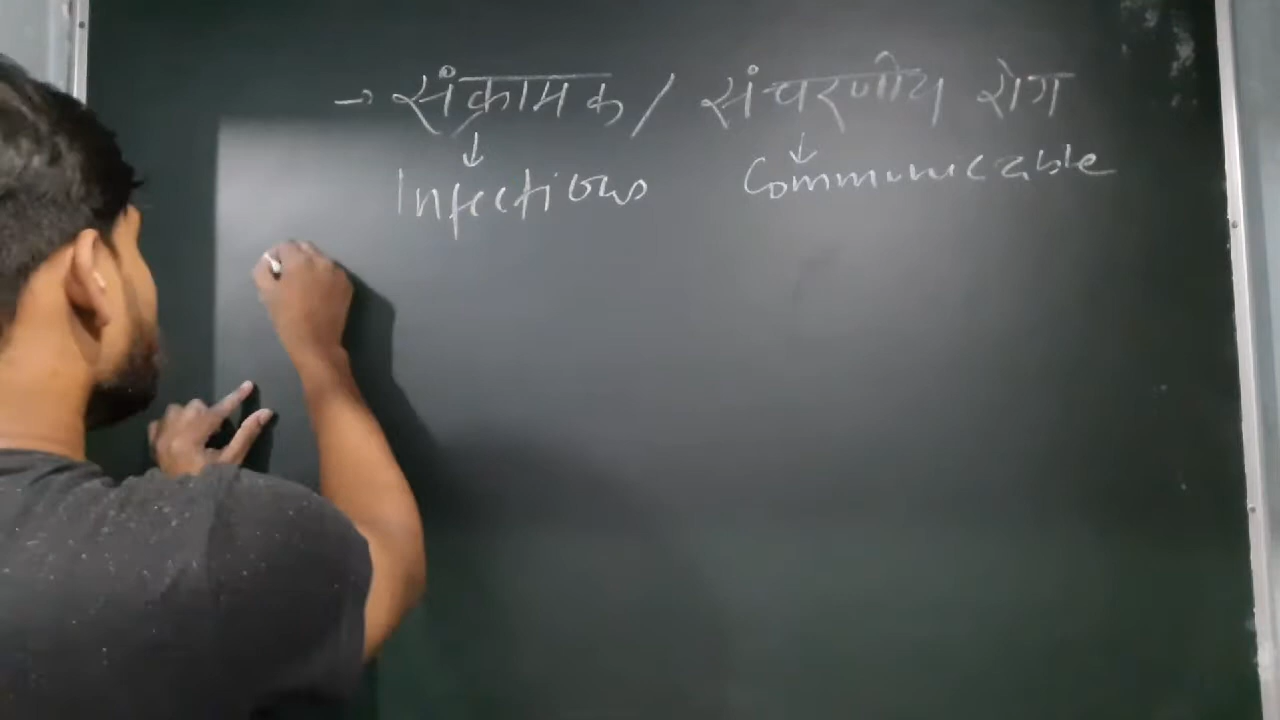 → संक्रामक / संचरणीय रोग
↓ ↓
Infectious Communicable